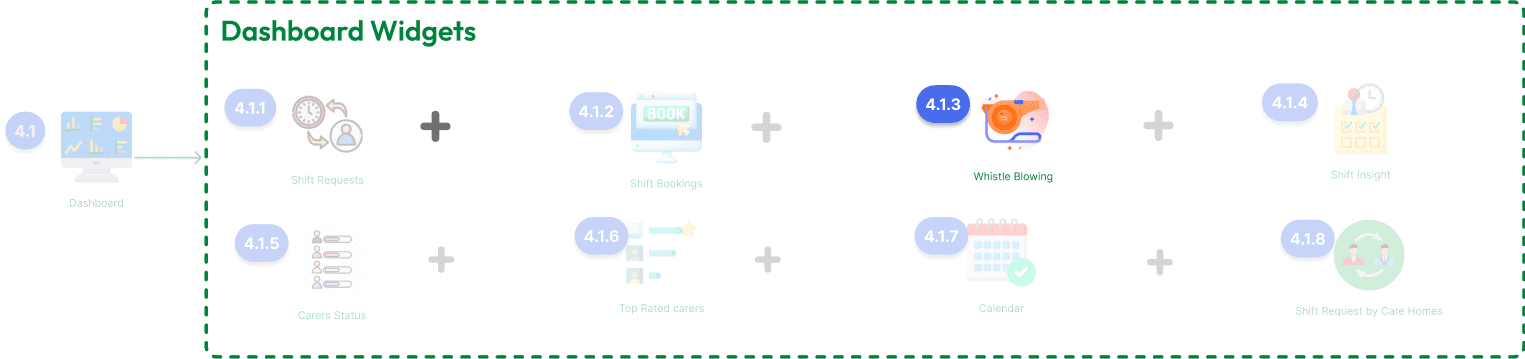 Dashboard Widgets
4.1
Dashboard
4.1.1
Shift Requests
4.1.2
BOOK
Shift Bookings
4.1.3
Whistle Blowing
4.1.4
Shift Insight
4.1.5
Carers Status
4.1.6
Top Rated carers
4.1.7
Calendar
4.1.8
Shift Request by Care Homes